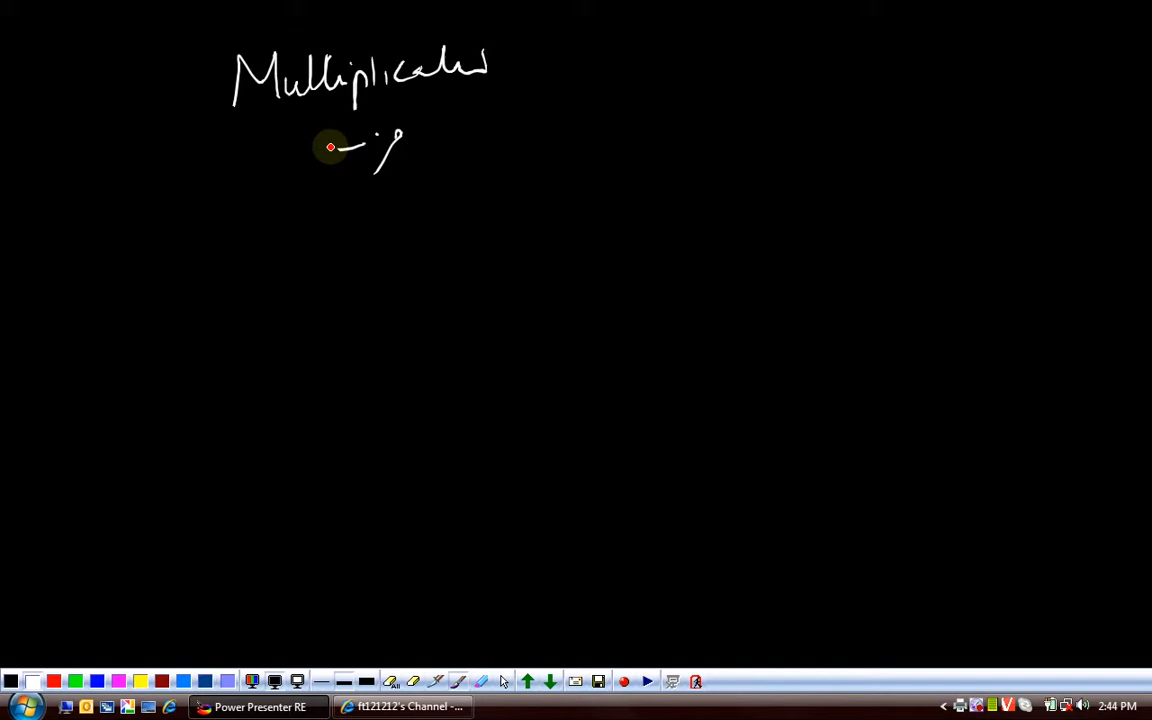 Multiplication
Power Presenter RE
ft121212's Channel -...
2:44 PM